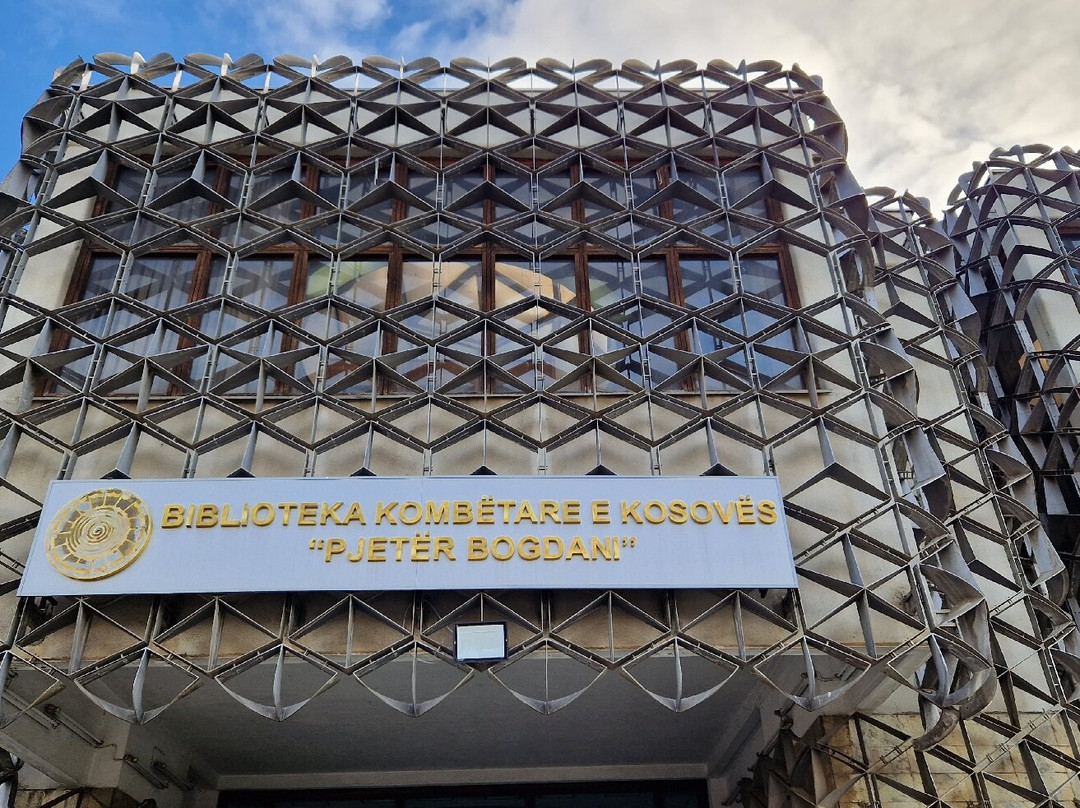 BIBLIOTEKA KOMBËTARE E KOSOVËS
“PJETËR BOGDANI”